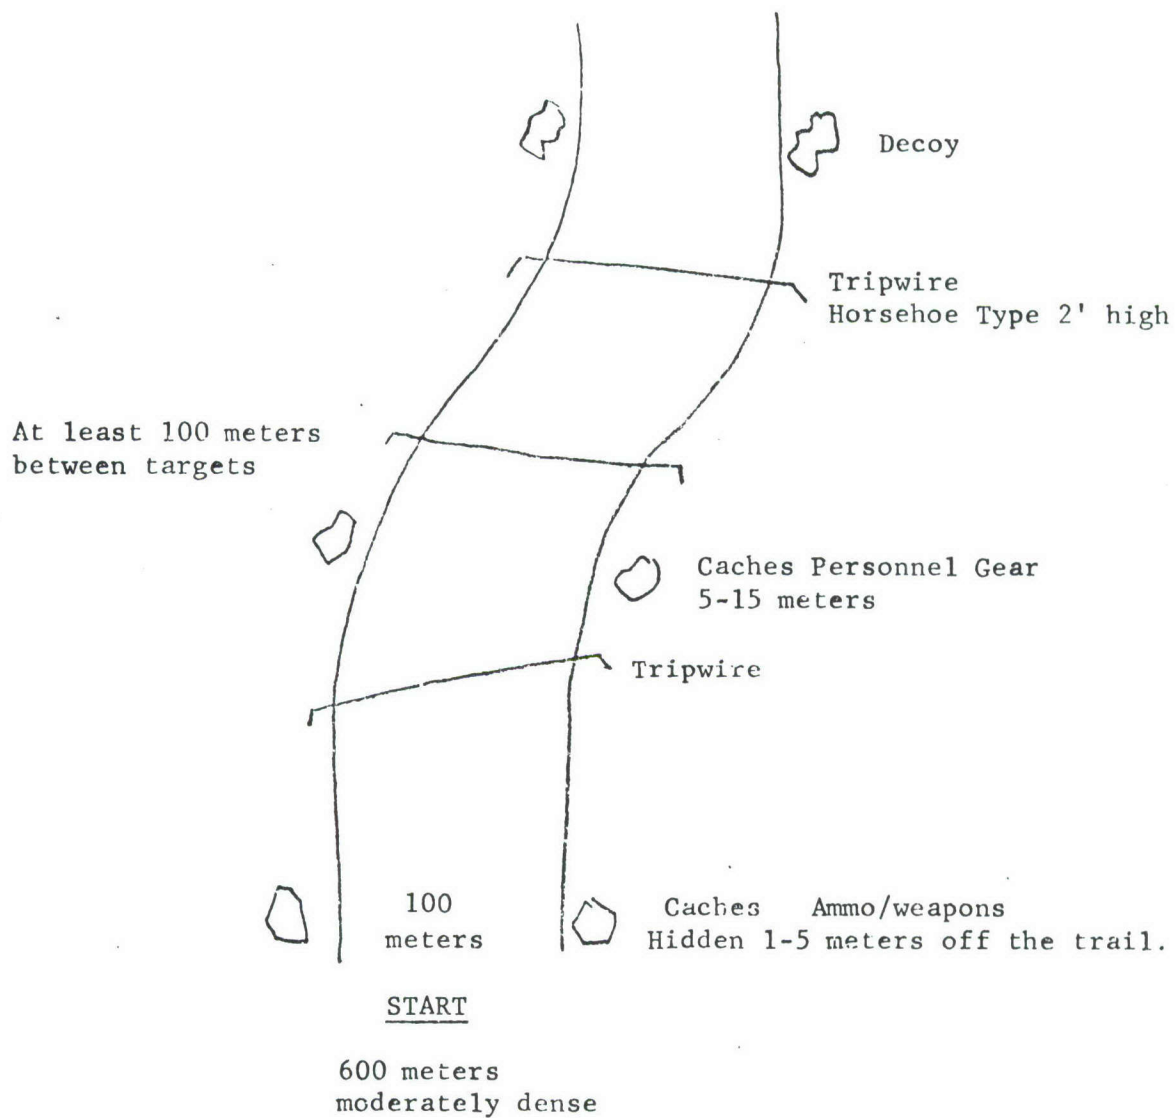 Decoy
Tripwire
Horsehoe Type 2' high
At least 100 meters
between targets
Caches Personnel Gear
5-15 meters
Tripwire
100
meters
Caches Ammo/weapons
Hidden 1-5 meters off the trail.
START
600 meters
moderately dense